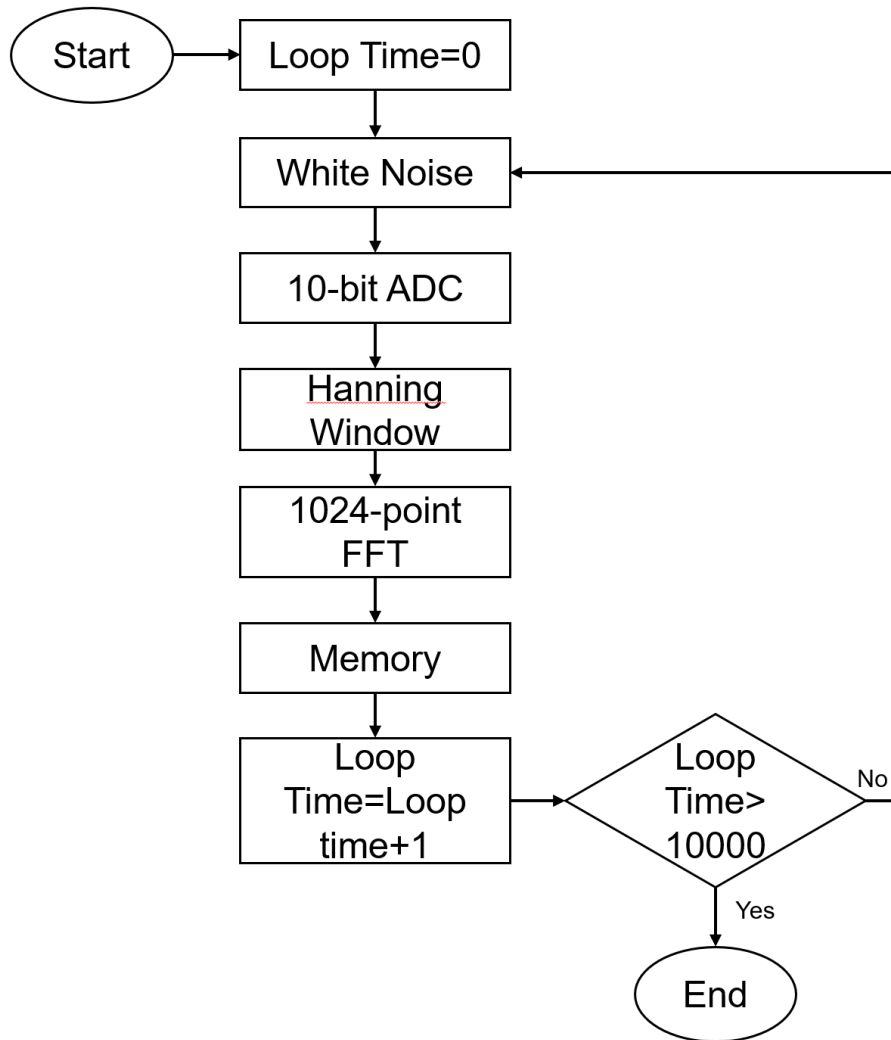 Start
Loop Time=0
White Noise
10-bit ADC
Hanning
Window
1024-point
FFT
Memory
Loop
Time=Loop
time+1
Loop
Time>
10000
No
Yes
End